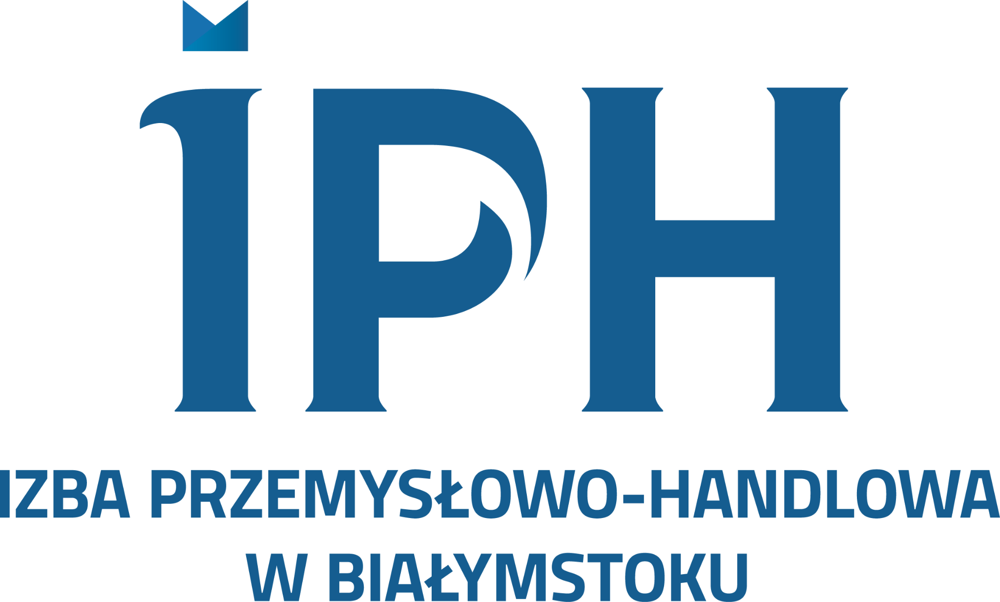 IPH
IZBA PRZEMYSŁOWO-HANDLOWA
W BIAŁYMSTOKU